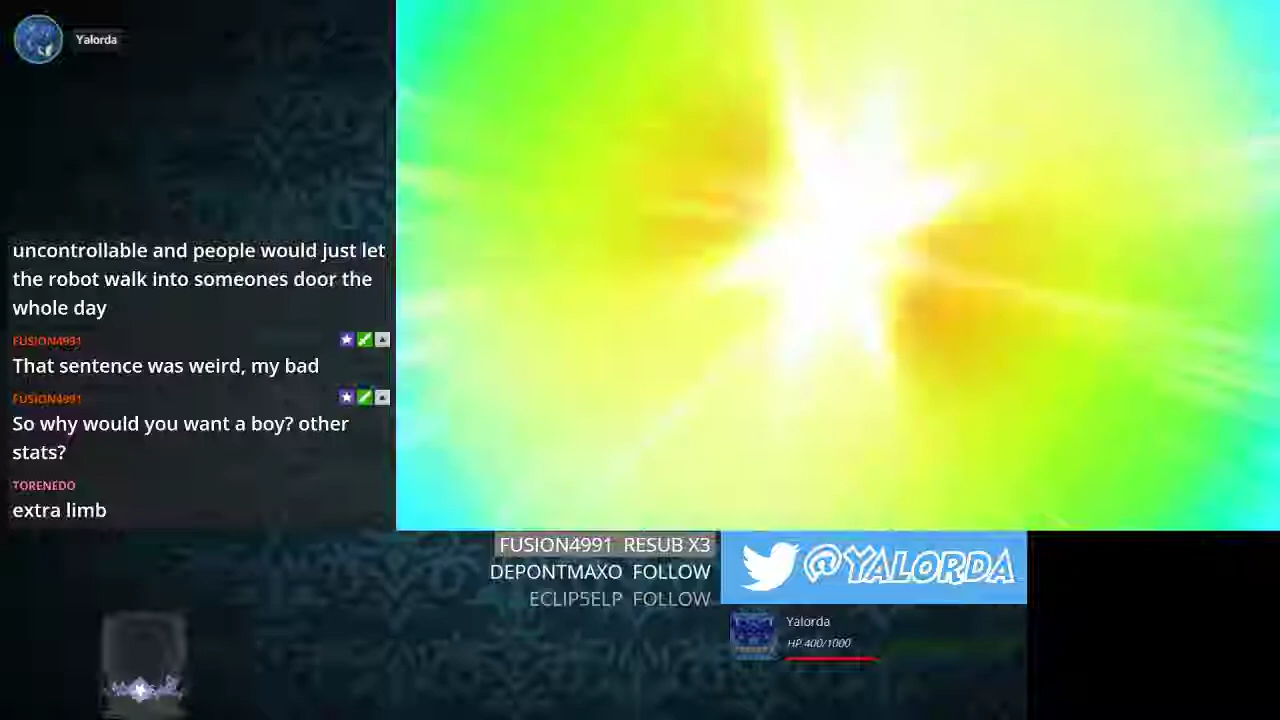 Yalorda
uncontrollable and people would just let
the robot walk into someones door the
whole day
FUSION4991
That sentence was weird, my bad
FUSION4991
So why would you want a boy? other
stats?
TORENEDO
extra limb
FUSION4991 RESUB X3
DEPONTMAXO FOLLOW
ECLIP5ELP FOLLOW
@YALORDA
Yalorda
HP 400/1000